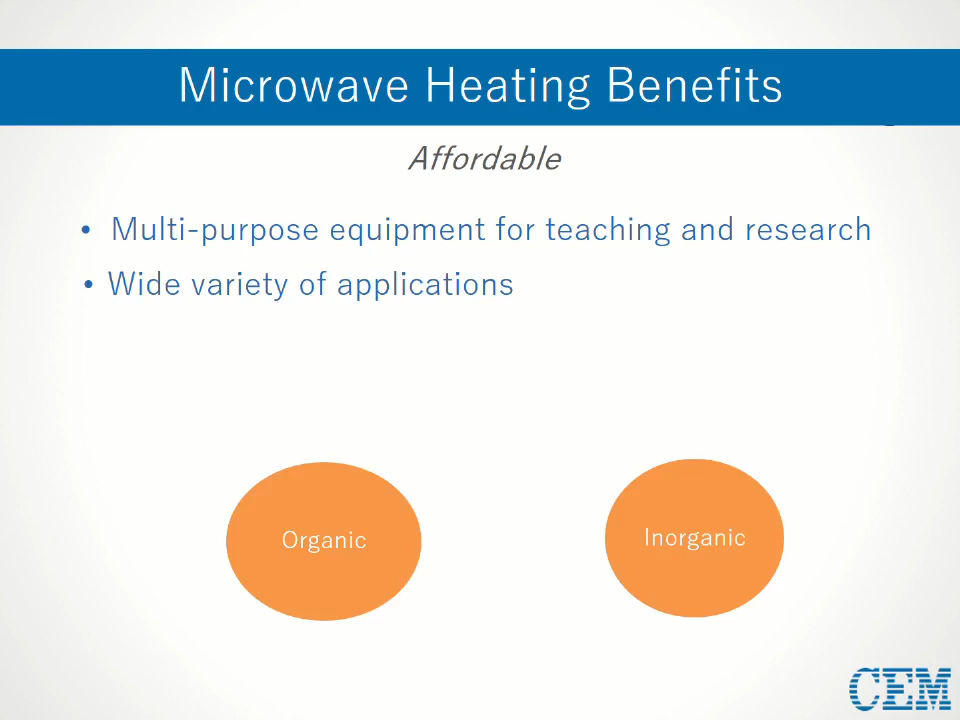 Microwave Heating Benefits
Affordable
• Multi-purpose equipment for teaching and research
• Wide variety of applications
Organic
Inorganic
CEM